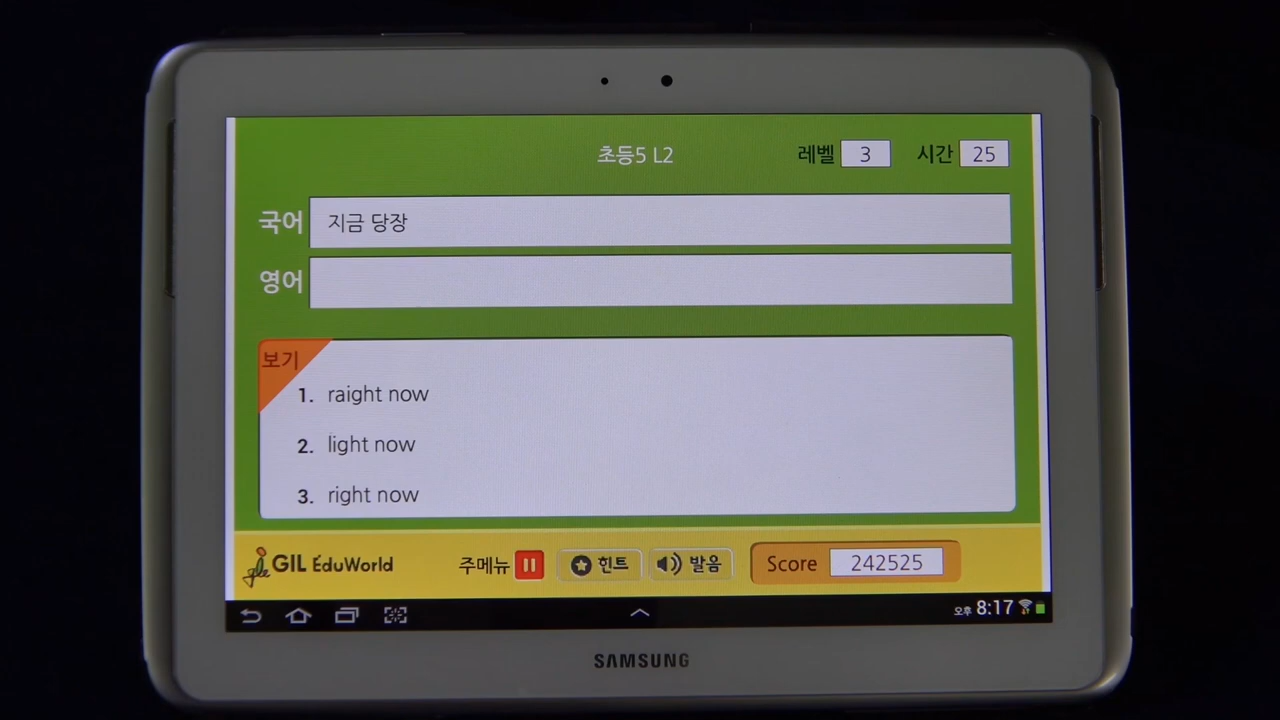 초등5 L2
레벨 3 시간 25
국어 지금 당장
영어
보기
1. raight now
2. light now
3. right now
gle GIL EduWorld 주메뉴 힌트 발음 Score 242525
오후 8:17
SAMSUNG